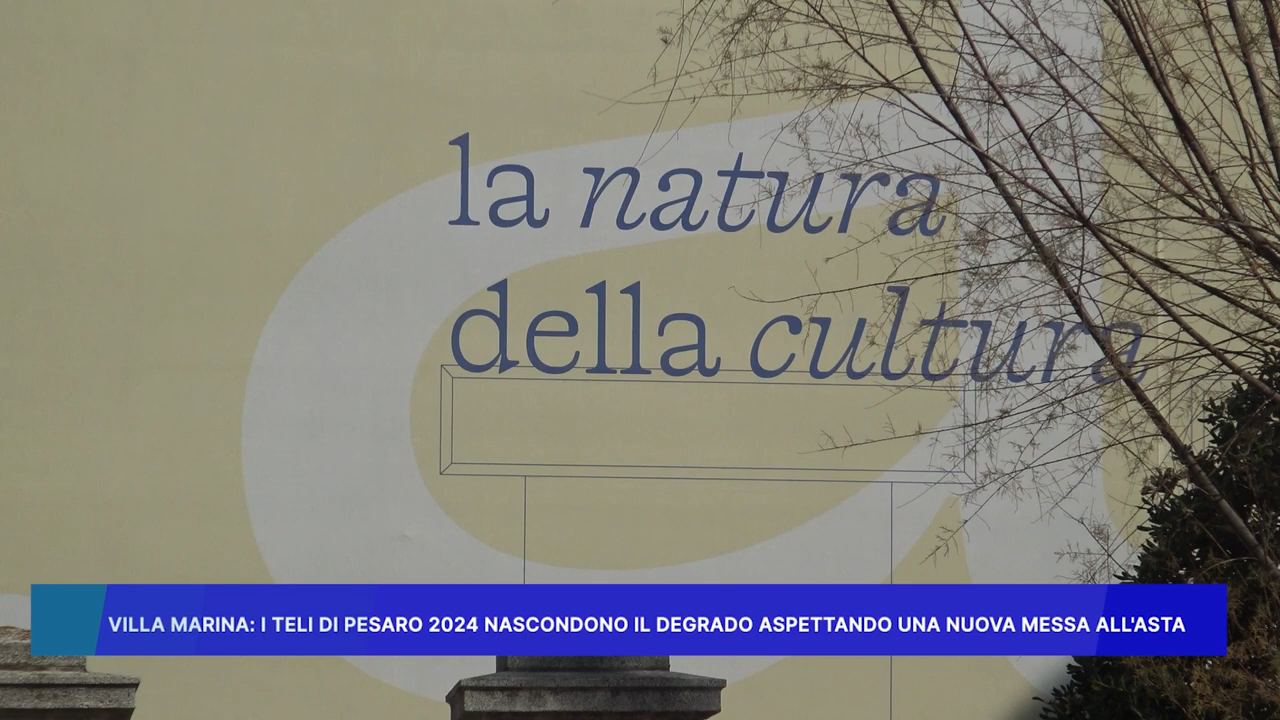 la natura
della cultura
VILLA MARINA: I TELI DI PESARO 2024 NASCONDONO IL DEGRADO ASPETTANDO UNA NUOVA MESSA ALL'ASTA